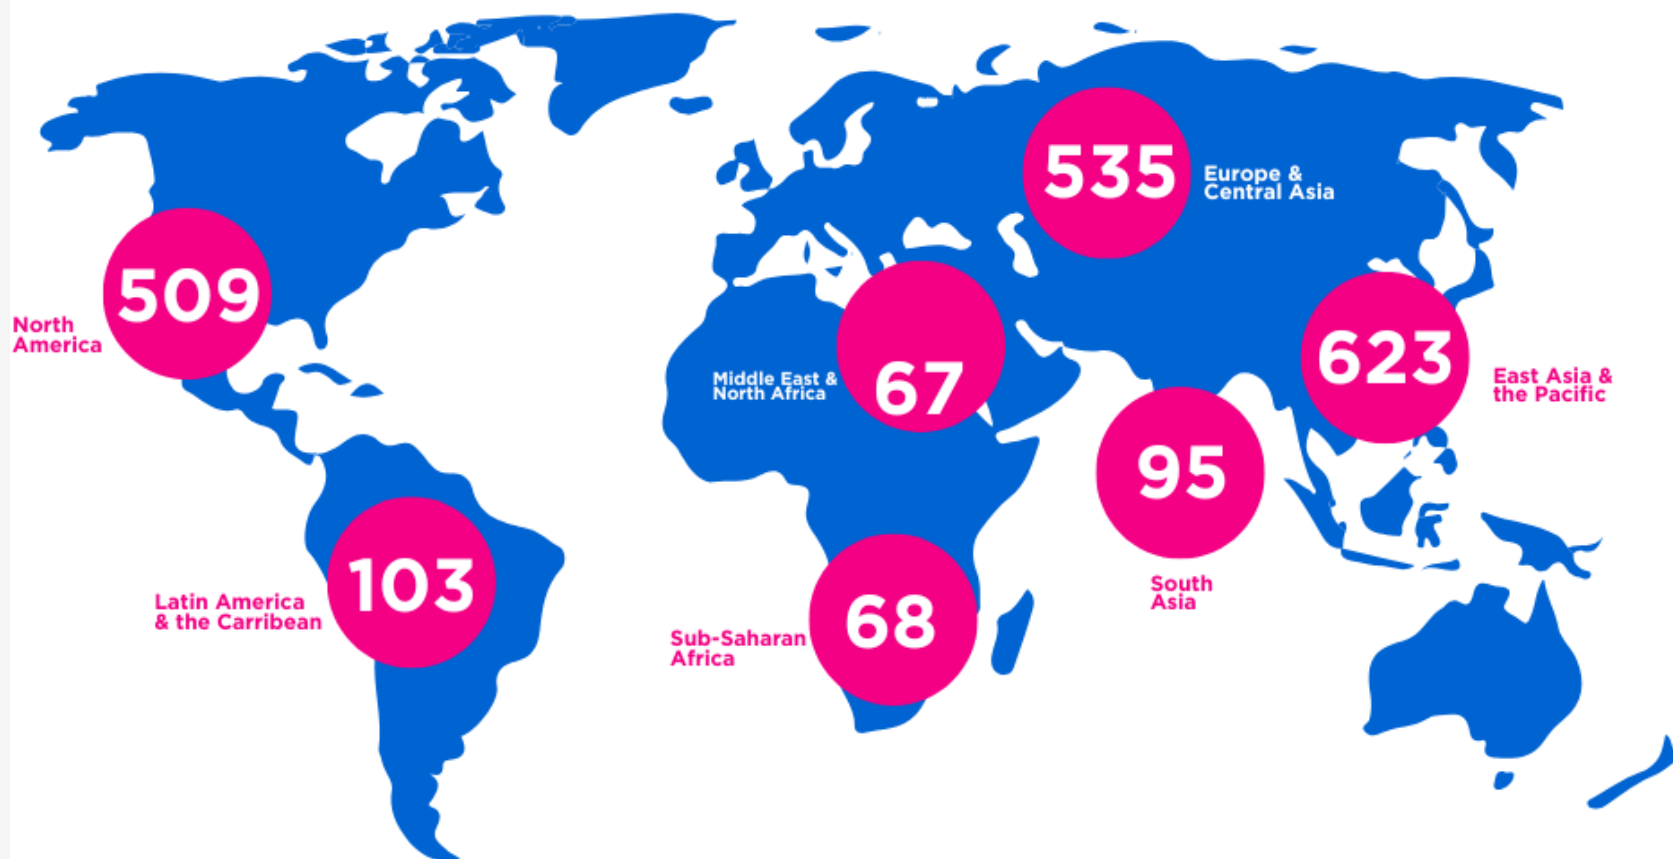 535
Europe &
Central Asia
509
North
America
67
Middle East &
North Africa
623
East Asia &
the Pacific
95
South
Asia
103
Latin America
& the Carribean
68
Sub-Saharan
Africa